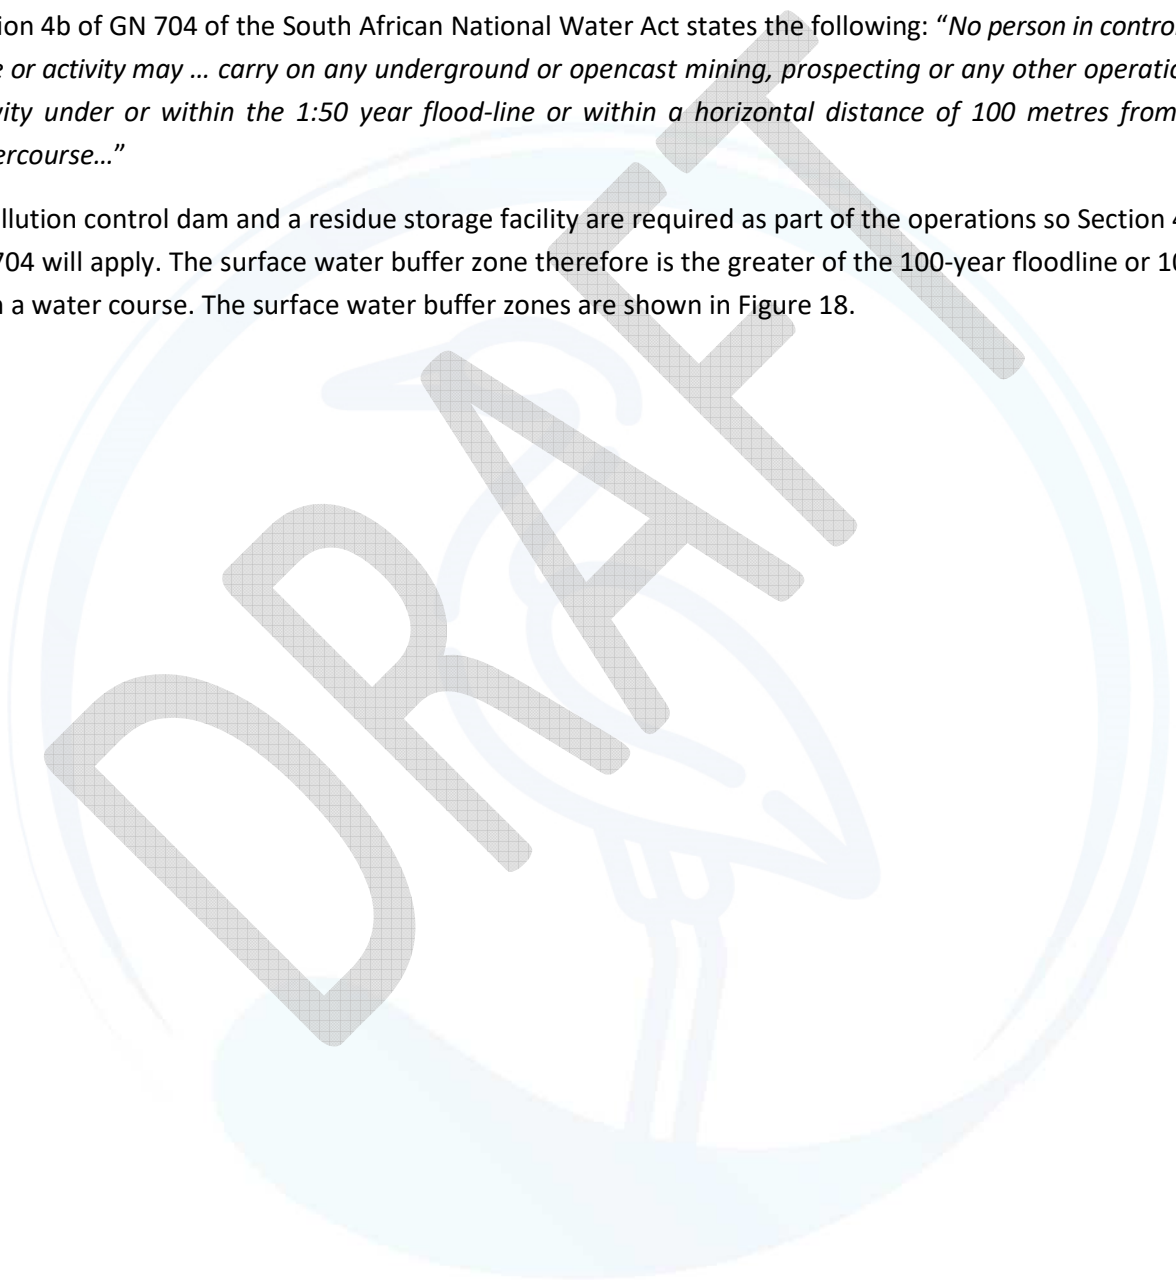 ion 4b of GN 704 of the South African National Water Act states the following: “No person in control
e or activity may … carry on any underground or opencast mining, prospecting or any other operatio
vity under or within the 1:50 year flood-line or within a horizontal distance of 100 metres from
ercourse…”
llution control dam and a residue storage facility are required as part of the operations so Section 4
704 will apply. The surface water buffer zone therefore is the greater of the 100-year floodline or 10
n a water course. The surface water buffer zones are shown in Figure 18.
DRAFT